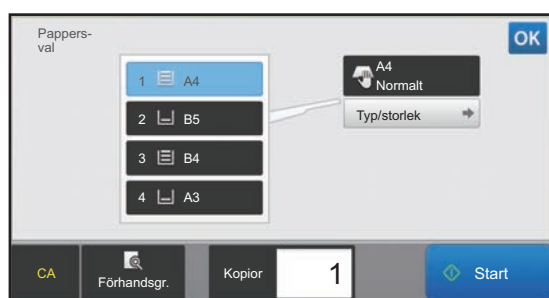 Pappers-
val
OK
1 A4
2 B5
3 B4
4 A3
A4
Normalt
Typ/storlek
CA
Förhandsgr.
Kopior
1
Start